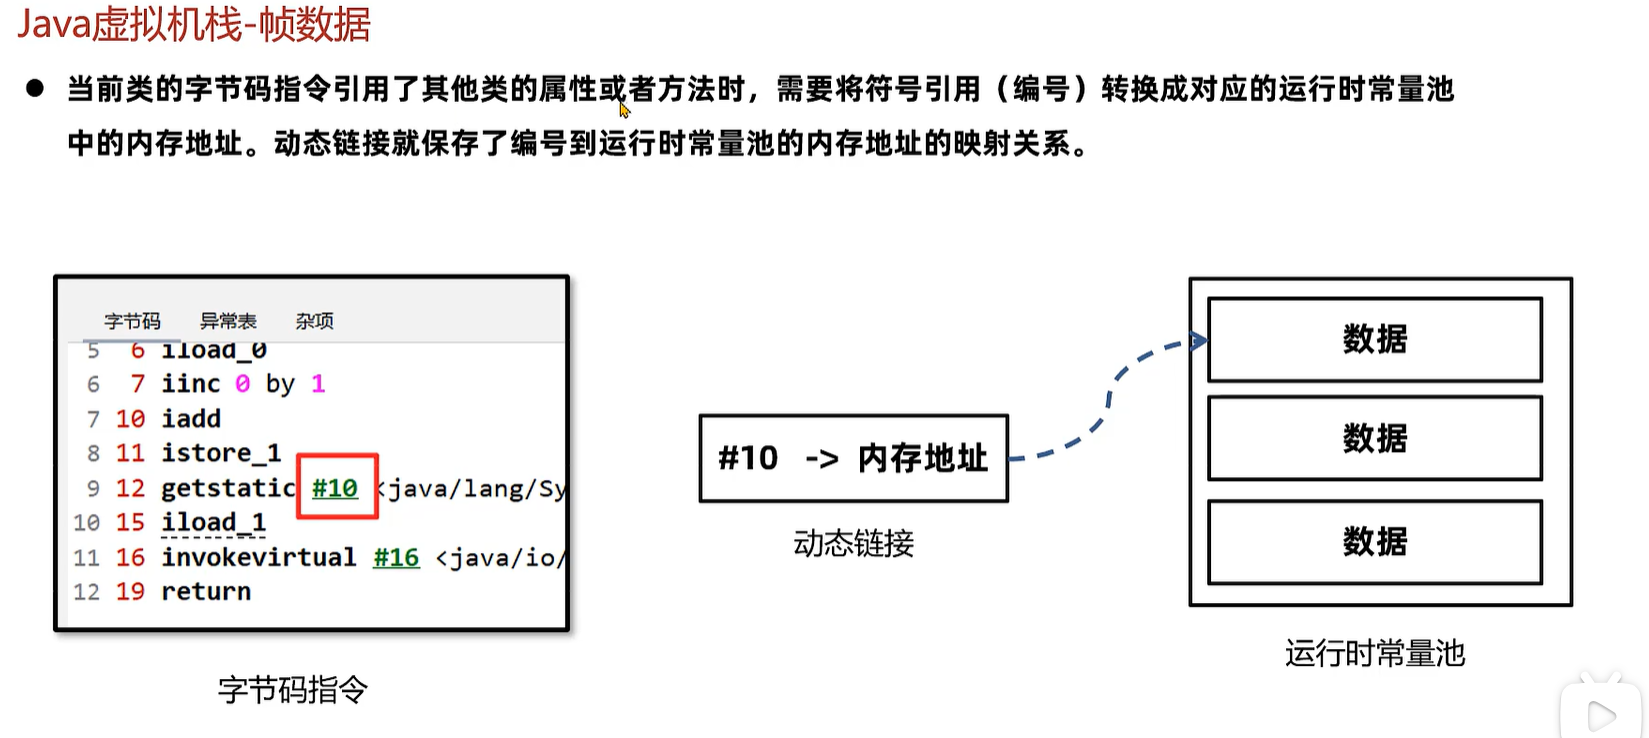 Java虚拟机栈-帧数据
● 当前类的字节码指令引用了其他类的属性或者方法时，需要将符号引用（编号）转换成对应的运行时常量池
中的内存地址。动态链接就保存了编号到运行时常量池的内存地址的映射关系。
字节码 异常表 杂项
5 6 iload_0
6 7 iinc 0 by 1
7 10 iadd
8 11 istore_1
9 12 getstatic #10 <java/lang/Sy
10 15 iload_1
11 16 invokevirtual #16 <java/io/
12 19 return
字节码指令
#10 -> 内存地址
动态链接
数据
数据
数据
运行时常量池